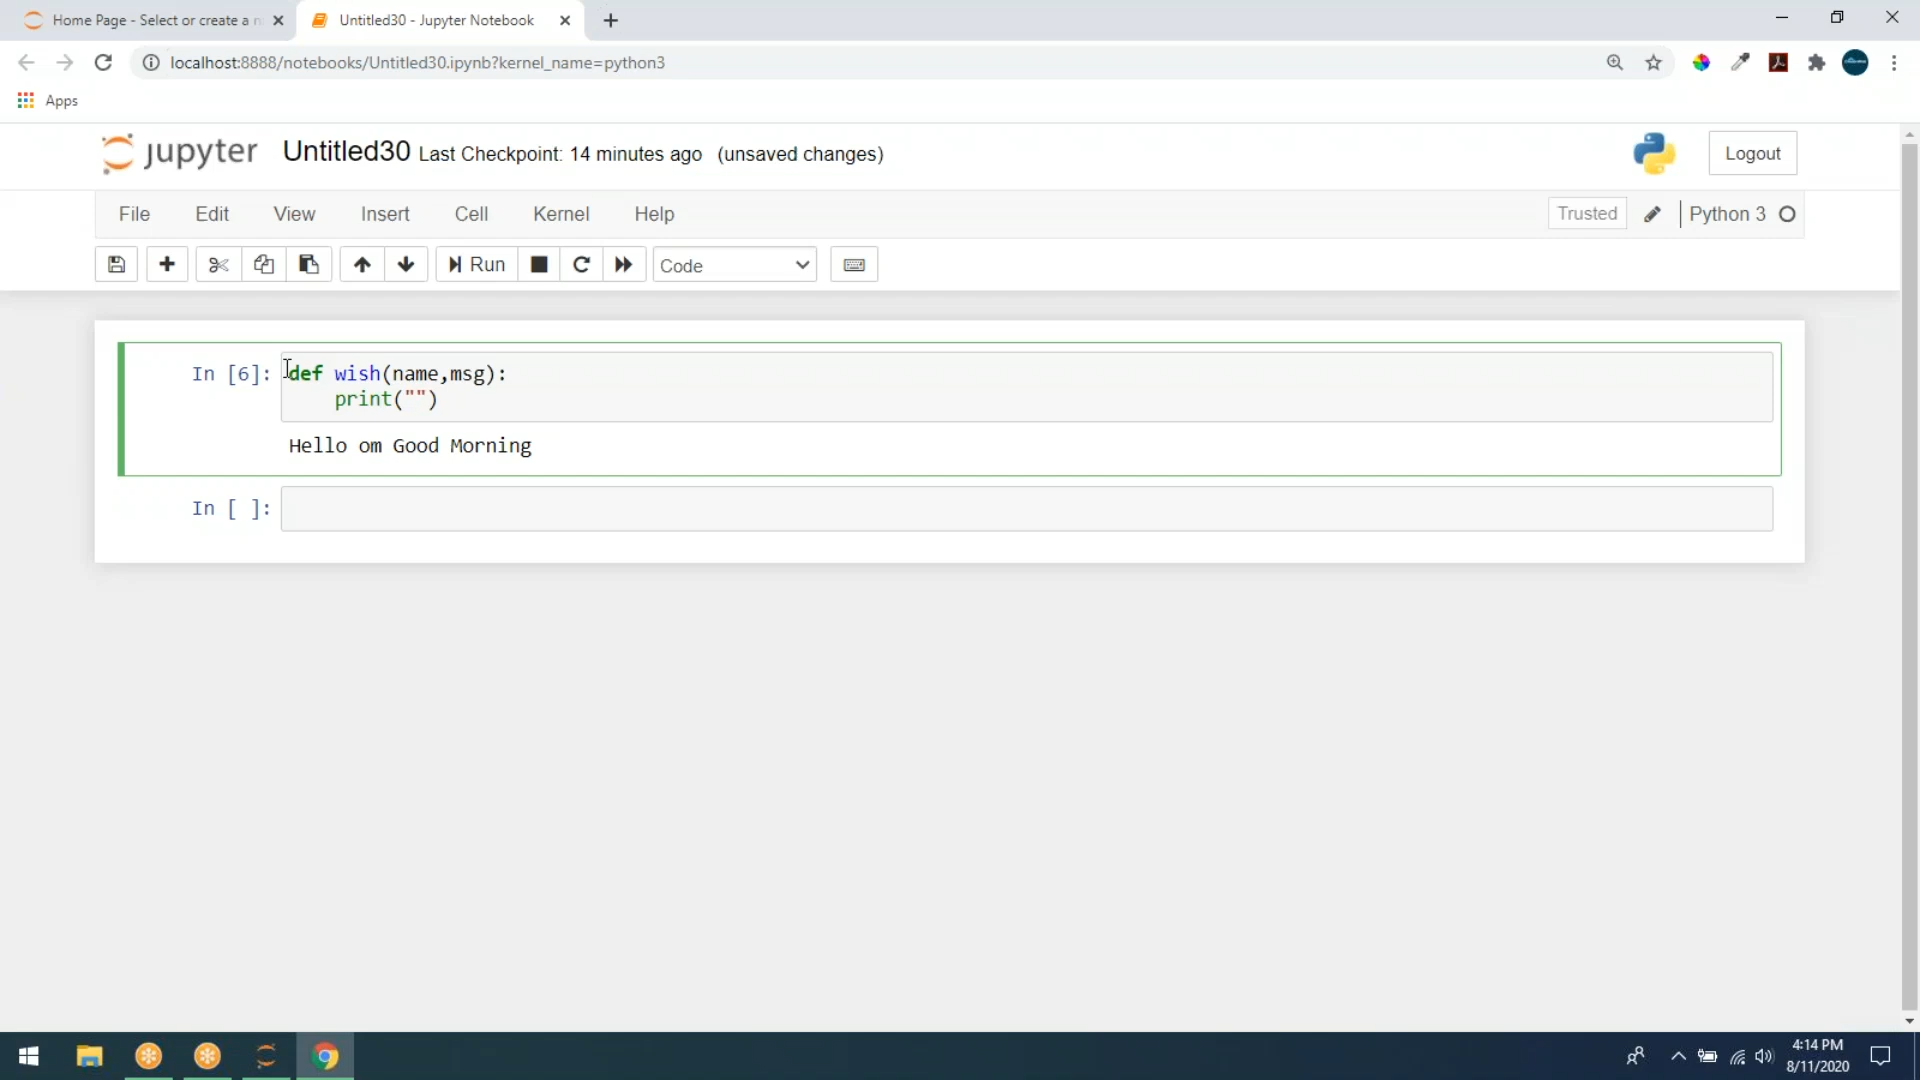 Home Page - Select or create a n
Untitled30 - Jupyter Notebook
localhost:8888/notebooks/Untitled30.ipynb?kernel_name=python3
Apps
jupyter Untitled30 Last Checkpoint: 14 minutes ago (unsaved changes)
Logout
File Edit View Insert Cell Kernel Help
Trusted
Python 3
Run
Code
In [6]: def wish(name,msg):
print("")
Hello om Good Morning
In [ ]:
4:14 PM
8/11/2020